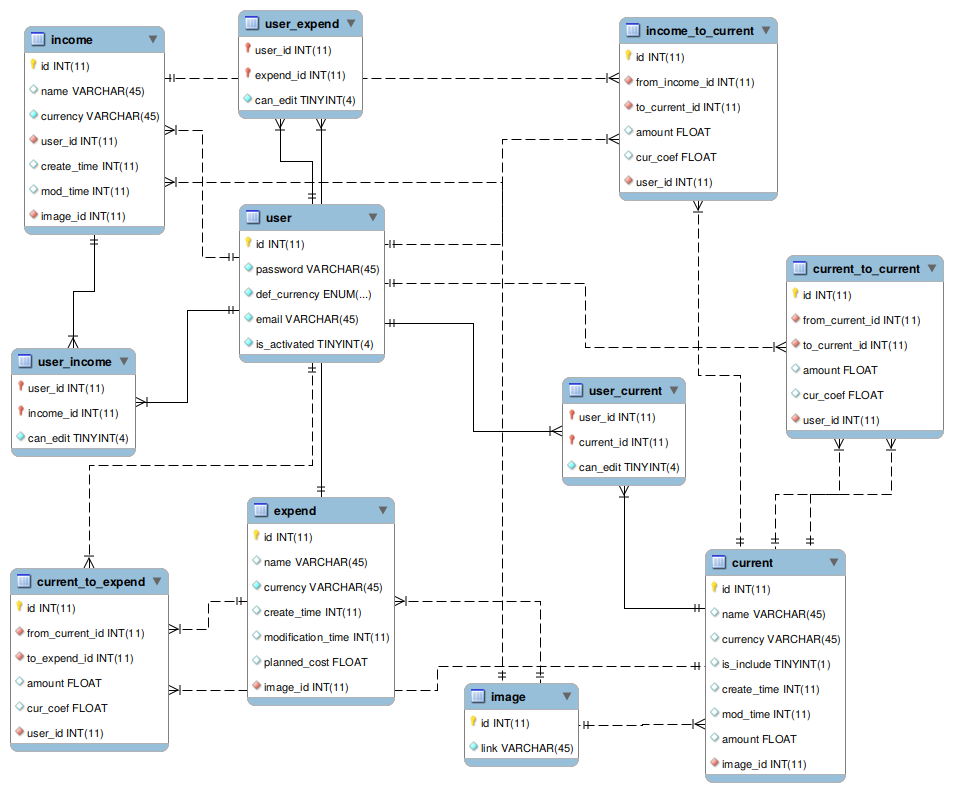 income
id INT(11)
name VARCHAR(45)
currency VARCHAR(45)
user_id INT(11)
create_time INT(11)
mod_time INT(11)
image_id INT(11)
user_expend
user_id INT(11)
expend_id INT(11)
can_edit TINYINT(4)
income_to_current
id INT(11)
from_income_id INT(11)
to_current_id INT(11)
amount FLOAT
cur_coef FLOAT
user_id INT(11)
user
id INT(11)
password VARCHAR(45)
def_currency ENUM(...)
email VARCHAR(45)
is_activated TINYINT(4)
current_to_current
id INT(11)
from_current_id INT(11)
to_current_id INT(11)
amount FLOAT
cur_coef FLOAT
user_id INT(11)
user_income
user_id INT(11)
income_id INT(11)
can_edit TINYINT(4)
user_current
user_id INT(11)
current_id INT(11)
can_edit TINYINT(4)
expend
id INT(11)
name VARCHAR(45)
currency VARCHAR(45)
create_time INT(11)
modification_time INT(11)
planned_cost FLOAT
image_id INT(11)
current_to_expend
id INT(11)
from_current_id INT(11)
to_expend_id INT(11)
amount FLOAT
cur_coef FLOAT
user_id INT(11)
image
id INT(11)
link VARCHAR(45)
current
id INT(11)
name VARCHAR(45)
currency VARCHAR(45)
is_include TINYINT(1)
create_time INT(11)
mod_time INT(11)
amount FLOAT
image_id INT(11)